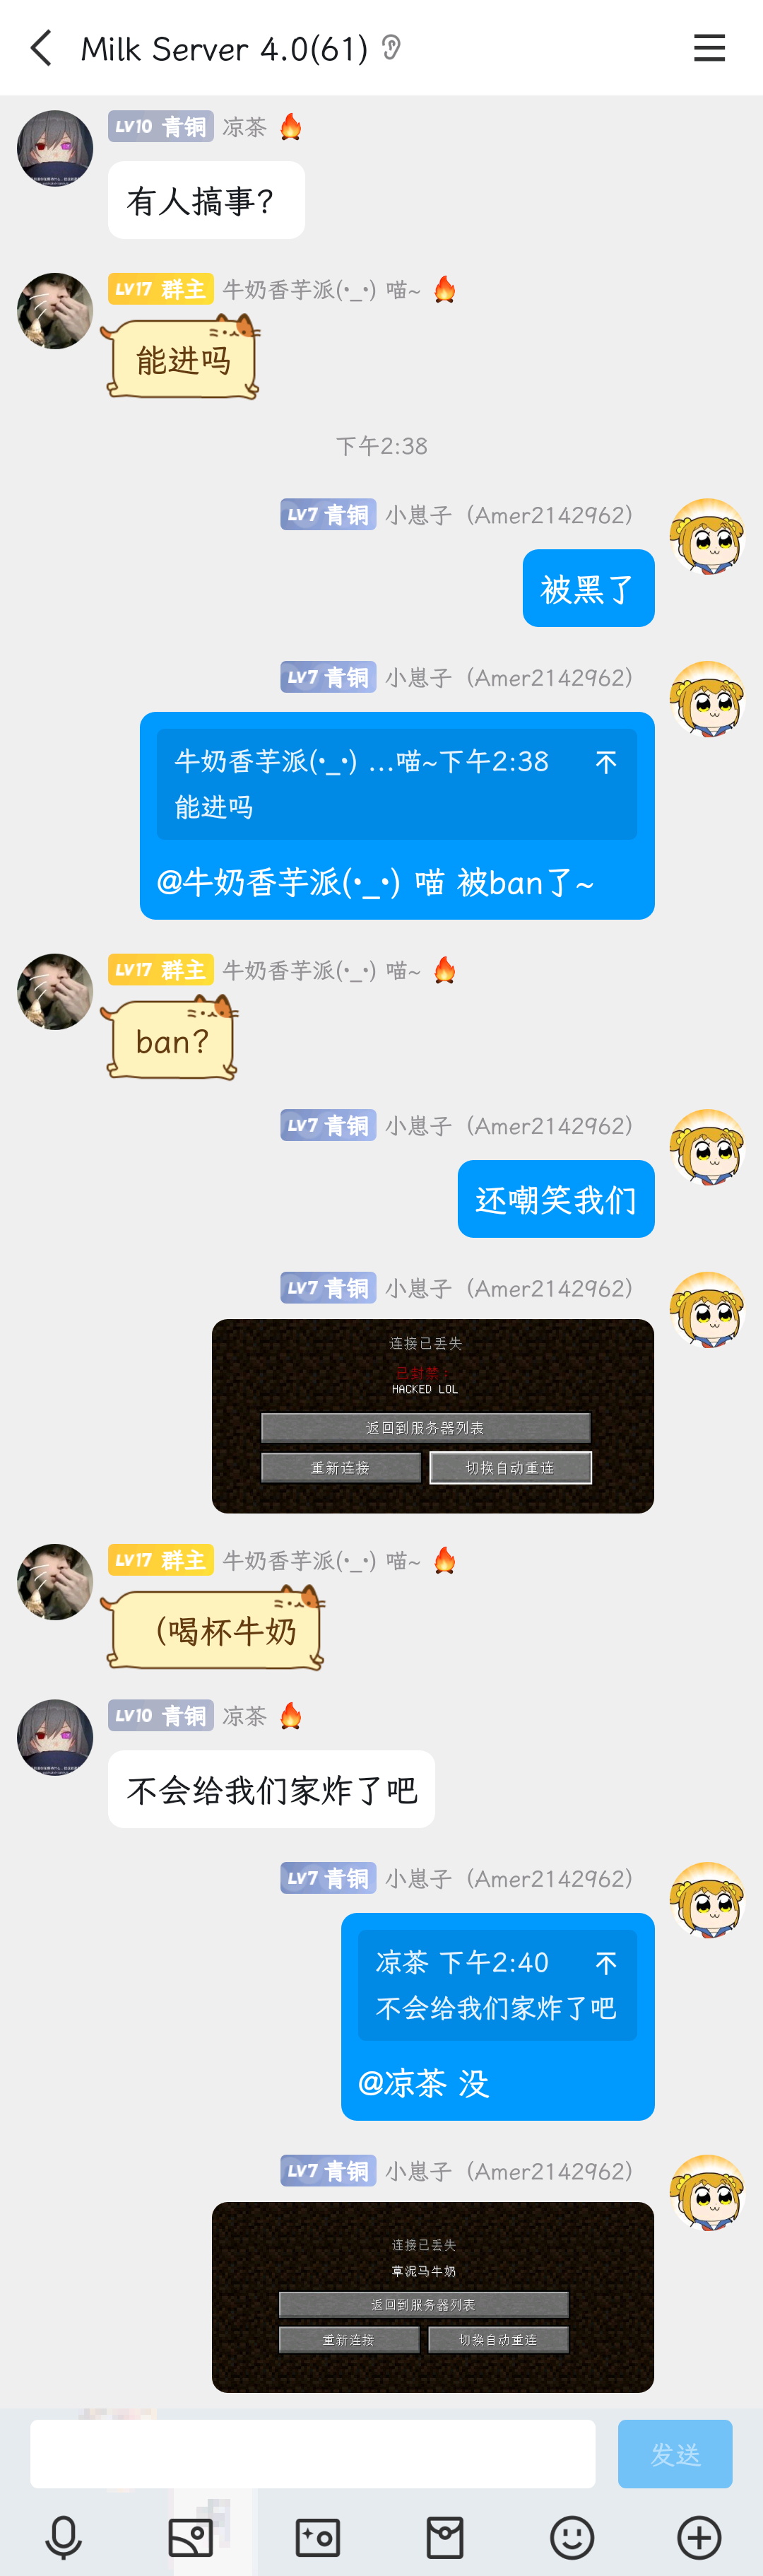 Milk Server 4.0(61)
LV10 青铜 凉茶
有人搞事?
LV17 群主 牛奶香芋派(·_·) 喵~
能进吗
下午2:38
LV7 青铜 小崽子 (Amer2142962)
被黑了
LV7 青铜 小崽子 (Amer2142962)
牛奶香芋派(·_·) ...喵~下午2:38
能进吗
@牛奶香芋派(·_·) 喵 被ban了~
LV17 群主 牛奶香芋派(·_·) 喵~
ban?
LV7 青铜 小崽子 (Amer2142962)
还嘲笑我们
LV7 青铜 小崽子 (Amer2142962)
连接已丢失
已封禁:
HACKED LOL
返回到服务器列表
重新连接 切换自动重连
LV17 群主 牛奶香芋派(·_·) 喵~
(喝杯牛奶
LV10 青铜 凉茶
不会给我们家炸了吧
LV7 青铜 小崽子 (Amer2142962)
凉茶 下午2:40
不会给我们家炸了吧
@凉茶 没
LV7 青铜 小崽子 (Amer2142962)
连接已丢失
草泥马牛奶
返回到服务器列表
重新连接 切换自动重连
发送